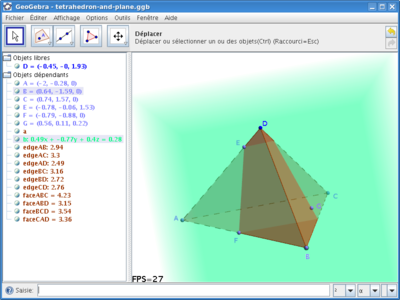 GeoGebra - tetrahedron-and-plane.ggb
Fichier Éditer Affichage Options Outils Fenêtre Aide
Déplacer
Déplacer ou sélectionner un ou des objets(Ctrl) (Raccourci=Esc)
Objets libres
D = (-0.45, -0, 1.93)
Objets dépendants
A = (-2, -0.28, 0)
B = (0.64, -1.59, 0)
C = (0.74, 1.57, 0)
E = (-0.78, -0.06, 1.53)
F = (-0.79, -0.88, 0)
G = (0.56, 0.11, 0.22)
a
b: 0.49x + -0.77y + 0.4z = 0.28
edgeAB: 2.94
edgeAC: 3.3
edgeAD: 2.49
edgeBC: 3.16
edgeBD: 2.72
edgeCD: 2.76
faceABC = 4.23
faceABD = 3.15
faceBCD = 3.54
faceCAD = 3.36
D
E
C
G
A
F
B
FPS=27
Saisie:
² α